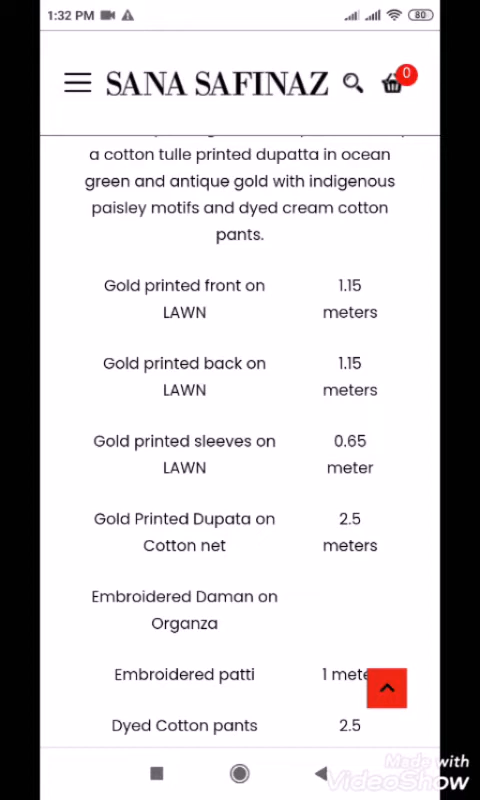 1:32 PM
80
SANA SAFINAZ
0
a cotton tulle printed dupatta in ocean
green and antique gold with indigenous
paisley motifs and dyed cream cotton
pants.
Gold printed front on 1.15
LAWN meters
Gold printed back on 1.15
LAWN meters
Gold printed sleeves on 0.65
LAWN meter
Gold Printed Dupata on 2.5
Cotton net meters
Embroidered Daman on
Organza
Embroidered patti 1 mete
Dyed Cotton pants 2.5
Made with
VideoShow